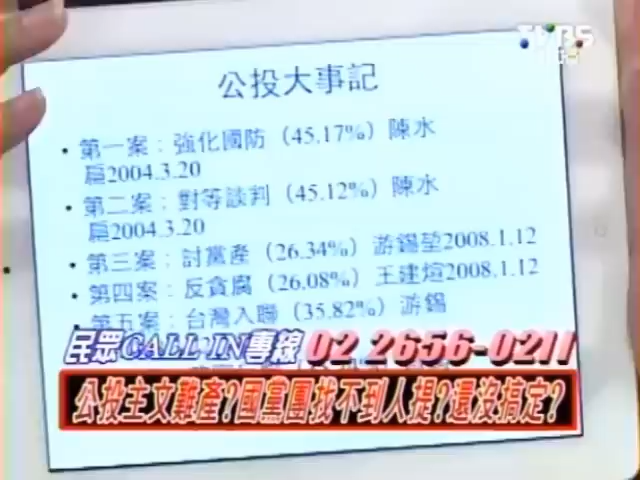 TVBS
公投大事記
• 第一案：強化國防（45.17%）陳水
扁2004.3.20
• 第二案：對等談判（45.12%）陳水
扁2004.3.20
• 第三案：討黨產（26.34%）游錫堃2008.1.12
• 第四案：反貪腐（26.08%）王建煊2008.1.12
第五案：台灣入聯（35.82%）游錫
民眾CALL IN專線 02 2656-0211
公投主文難產?國黨團找不到人提?還沒搞定?